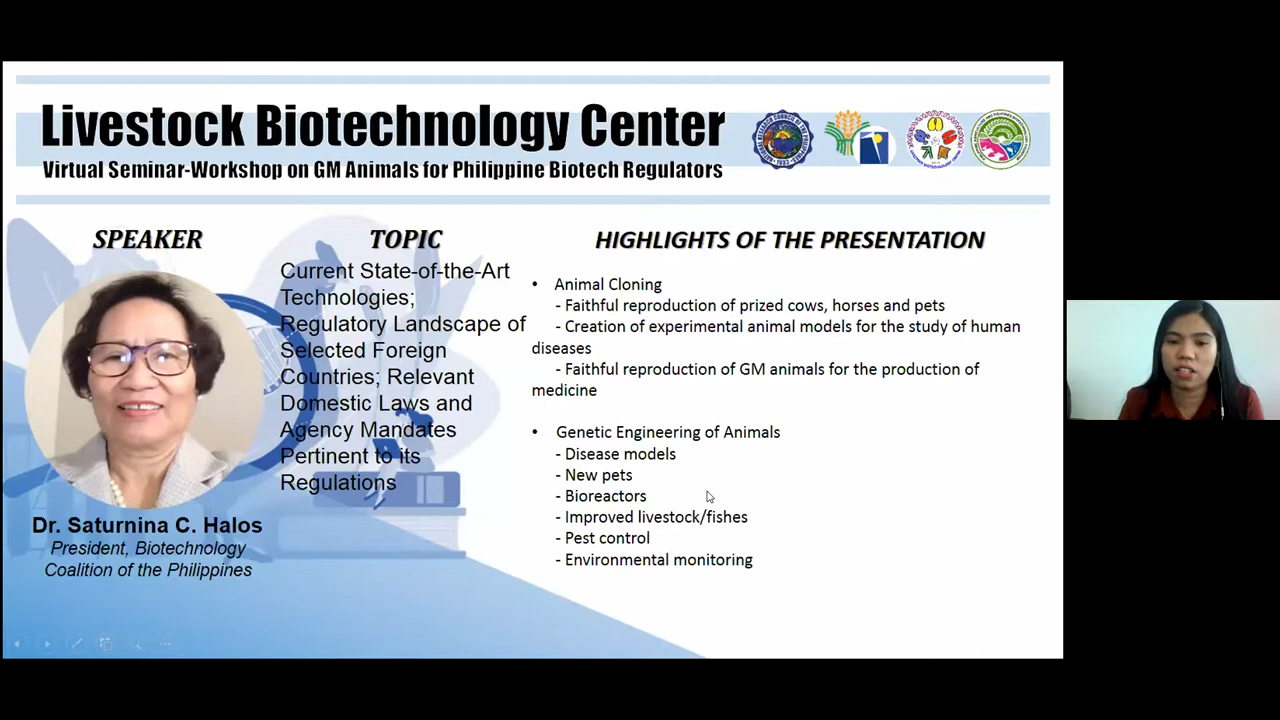 Livestock Biotechnology Center
Virtual Seminar-Workshop on GM Animals for Philippine Biotech Regulators
SPEAKER
Dr. Saturnina C. Halos
President, Biotechnology
Coalition of the Philippines
TOPIC
Current State-of-the-Art
Technologies;
Regulatory Landscape of
Selected Foreign
Countries; Relevant
Domestic Laws and
Agency Mandates
Pertinent to its
Regulations
HIGHLIGHTS OF THE PRESENTATION
• Animal Cloning
- Faithful reproduction of prized cows, horses and pets
- Creation of experimental animal models for the study of human
diseases
- Faithful reproduction of GM animals for the production of
medicine
• Genetic Engineering of Animals
- Disease models
- New pets
- Bioreactors
- Improved livestock/fishes
- Pest control
- Environmental monitoring